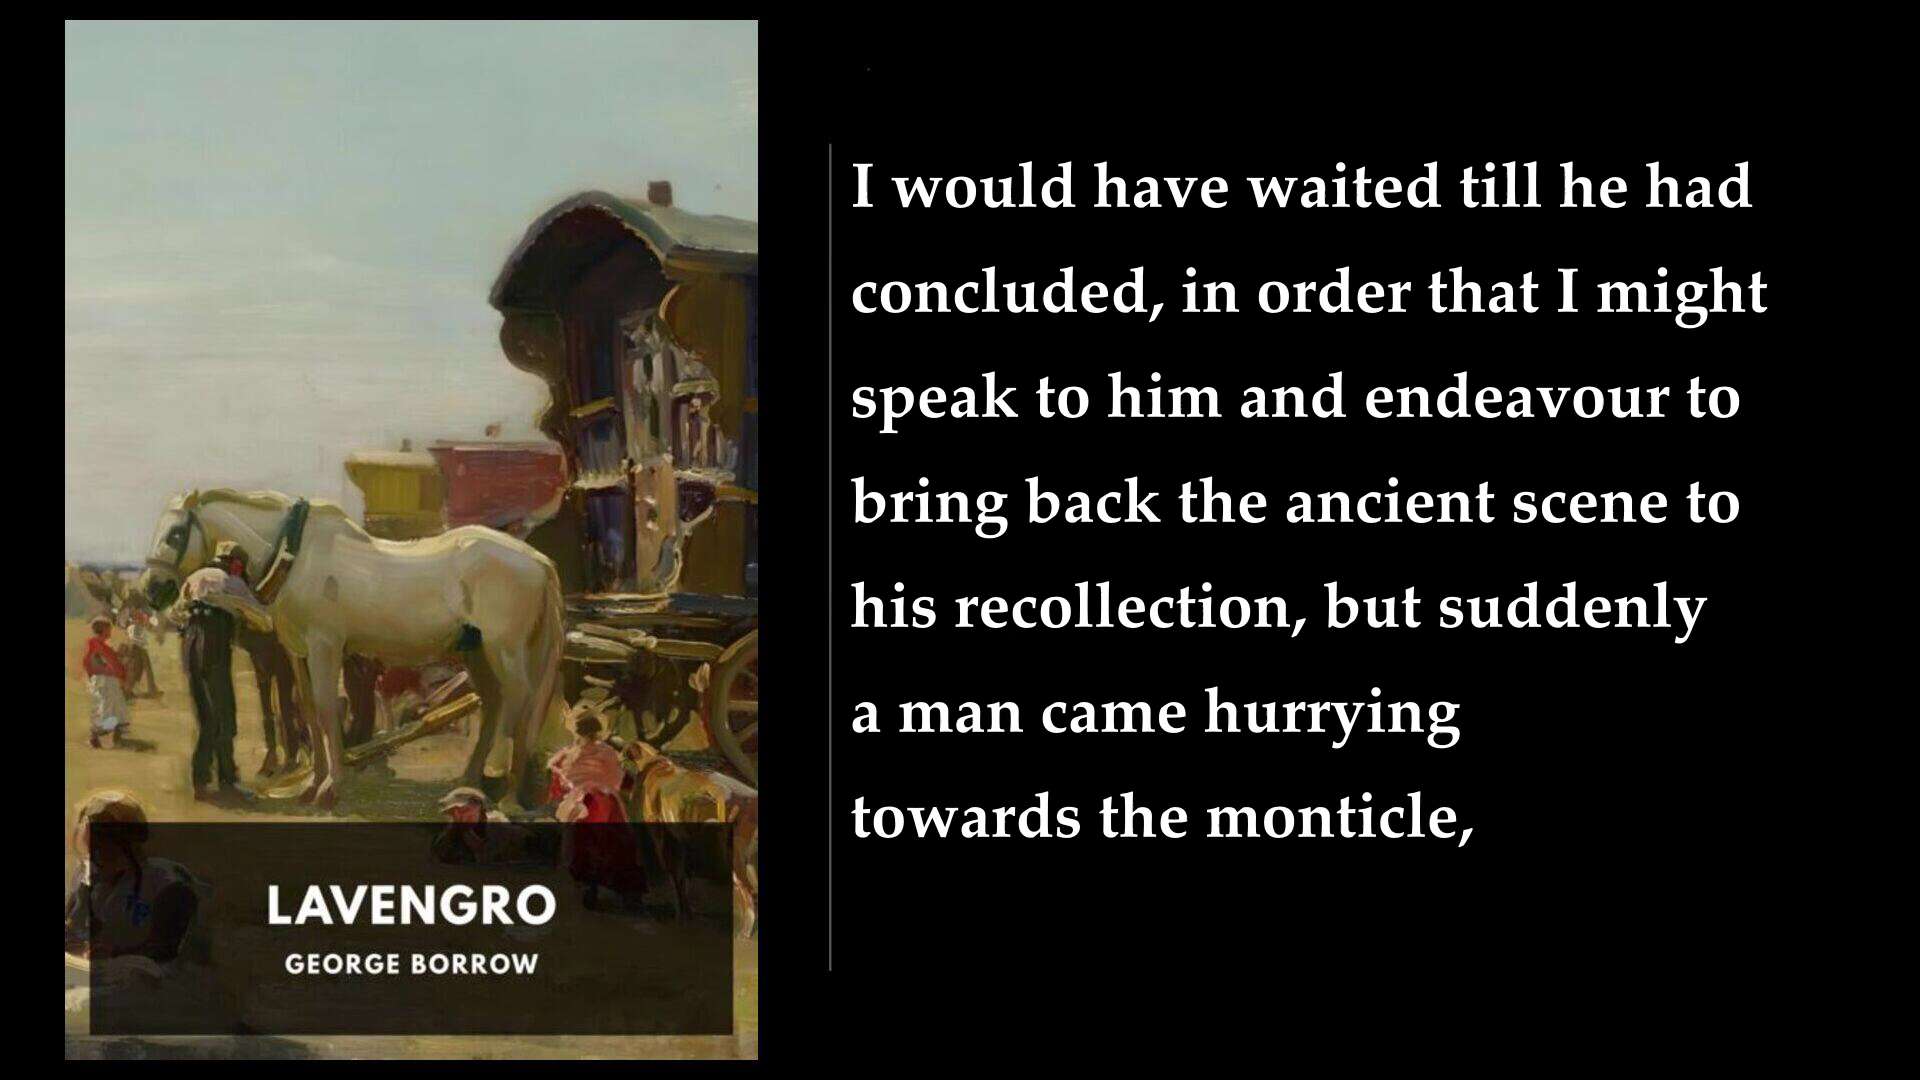 I would have waited till he had
concluded, in order that I might
speak to him and endeavour to
bring back the ancient scene to
his recollection, but suddenly
a man came hurrying
towards the monticle,
LAVENGRO
GEORGE BORROW